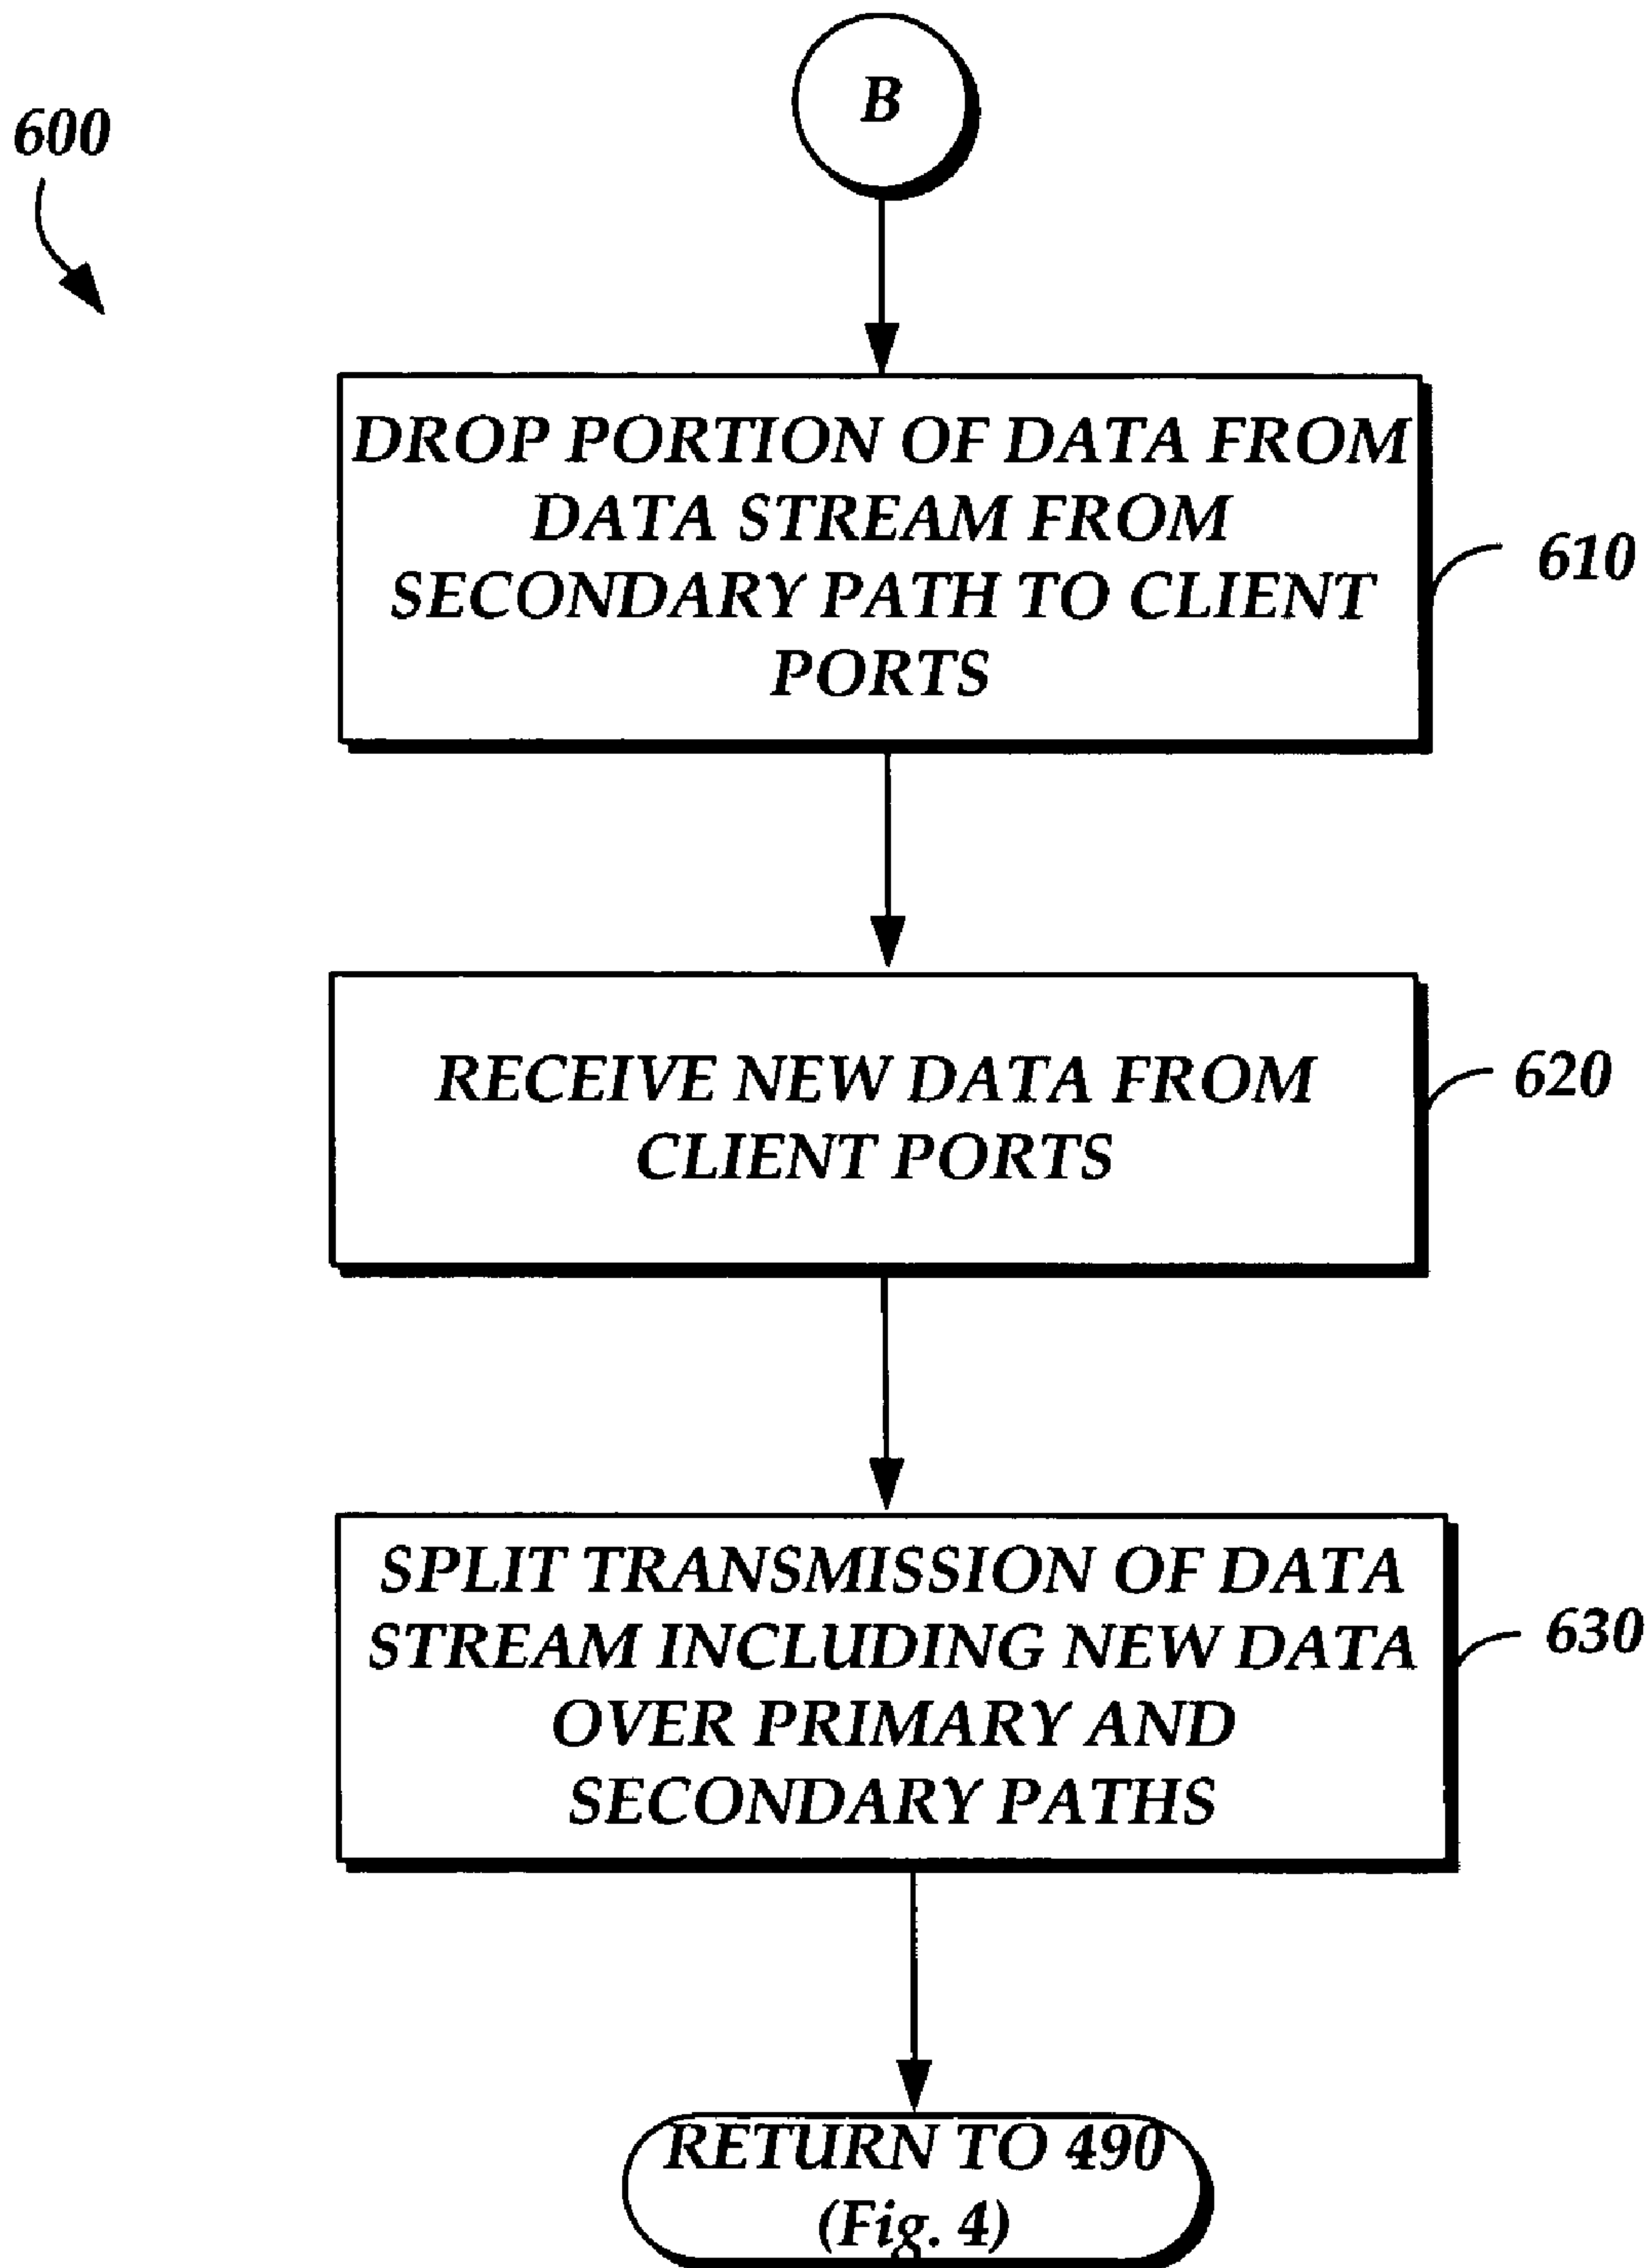 B
600
DROP PORTION OF DATA FROM
DATA STREAM FROM
SECONDARY PATH TO CLIENT
PORTS
610
RECEIVE NEW DATA FROM
CLIENT PORTS
620
SPLIT TRANSMISSION OF DATA
STREAM INCLUDING NEW DATA
OVER PRIMARY AND
SECONDARY PATHS
630
RETURN TO 490
(Fig. 4)